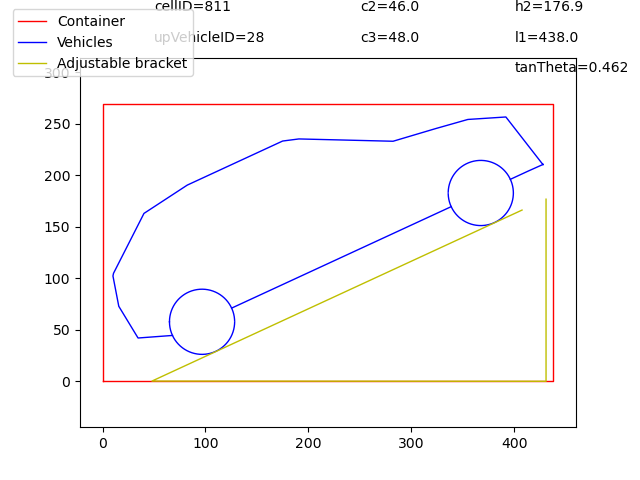 cellID=811 c2=46.0 h2=176.9
upVehicleID=28 c3=48.0 l1=438.0
tanTheta=0.462
Container
Vehicles
Adjustable bracket
300
250
200
150
100
50
0
0 100 200 300 400